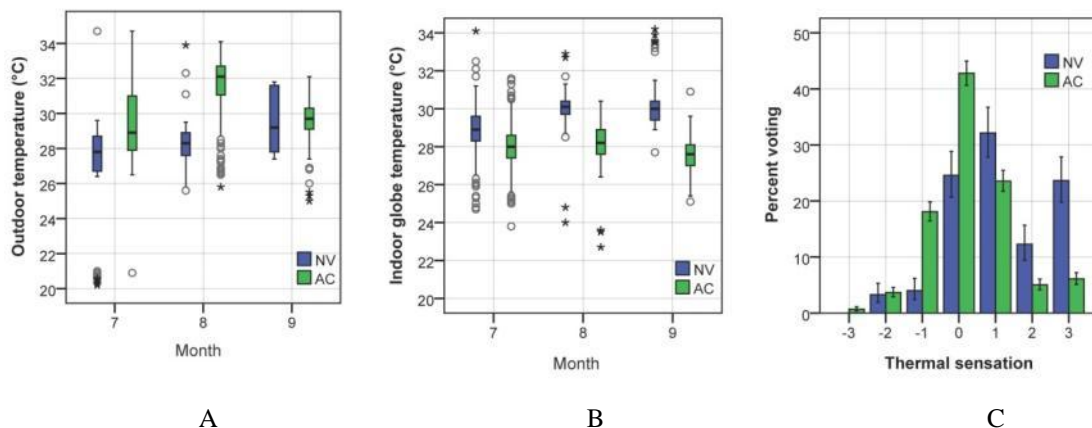 Outdoor temperature (°C)
34
32
30
28
26
24
22
20
7
8
9
Month
NV
AC
A
Indoor globe temperature (°C)
34
32
30
28
26
24
22
20
7
8
9
Month
NV
AC
B
Percent voting
50
40
30
20
10
0
-3
-2
-1
0
1
2
3
Thermal sensation
NV
AC
C